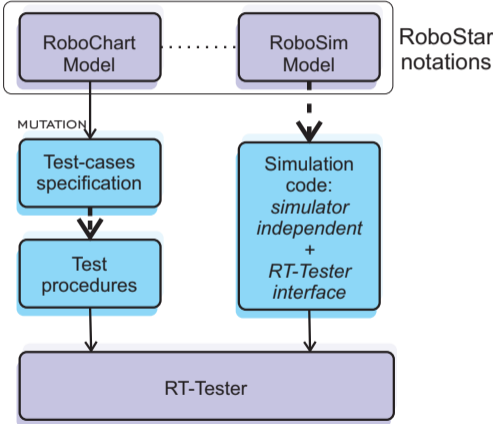 RoboChart
Model
RoboSim
Model
RoboStar
notations
MUTATION
Test-cases
specification
Simulation
code:
simulator
independent
+
RT-Tester
interface
Test
procedures
RT-Tester